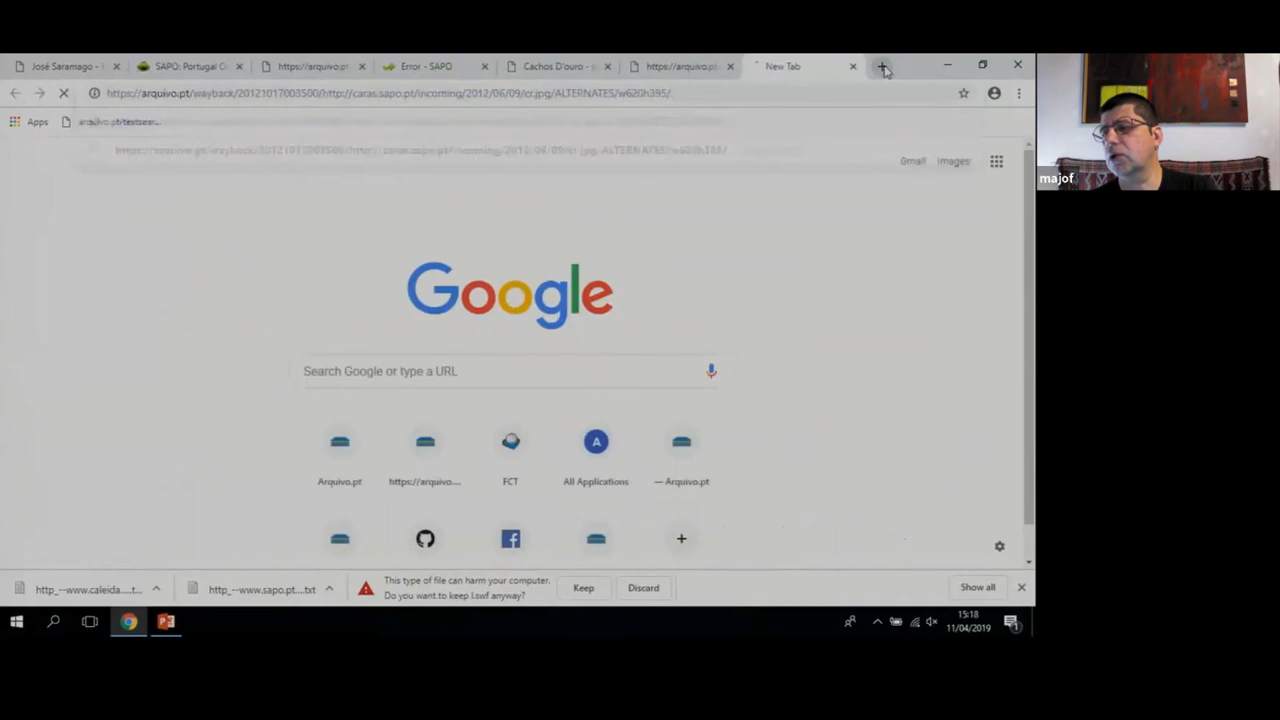 José Saramago -
SAPO: Portugal O
https://arquivo.pt
Error - SAPO
Cachos D'ouro -
https://arquivo.pt
New Tab
https://arquivo.pt/wayback/20121017003500/http://caras.sapo.pt/incoming/2012/06/09/cr.jpg/ALTERNATES/w620h395/
Apps
Gmail Images
majof
Google
Search Google or type a URL
Arquivo.pt
https://arquivo....
FCT
All Applications
— Arquivo.pt
http_--www.caleida.....t...
http_--www.sapo.pt....txt
This type of file can harm your computer.
Do you want to keep l.swf anyway?
Keep
Discard
Show all
15:18
11/04/2019